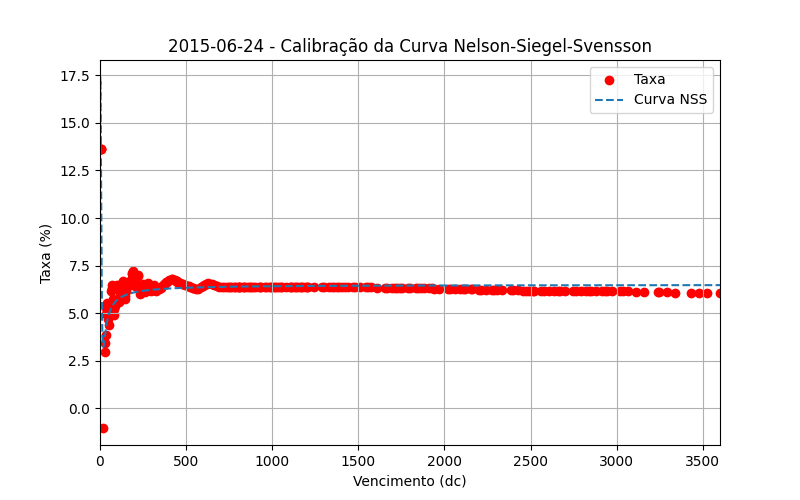 2015-06-24 - Calibração da Curva Nelson-Siegel-Svensson
Taxa
Curva NSS
Taxa (%)
17.5
15.0
12.5
10.0
7.5
5.0
2.5
0.0
0 500 1000 1500 2000 2500 3000 3500
Vencimento (dc)